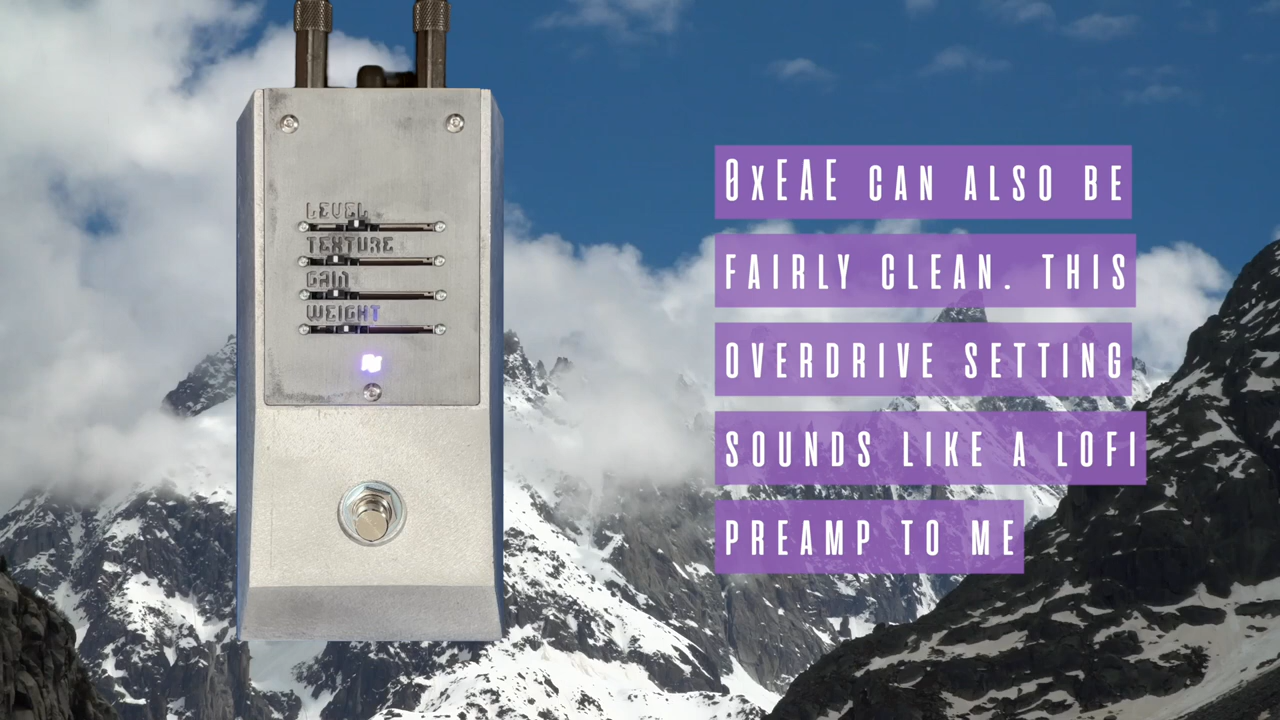 LEVEL
TEXTURE
GAIN
WEIGHT
0xEAE CAN ALSO BE
FAIRLY CLEAN. THIS
OVERDRIVE SETTING
SOUNDS LIKE A LOFI
PREAMP TO ME